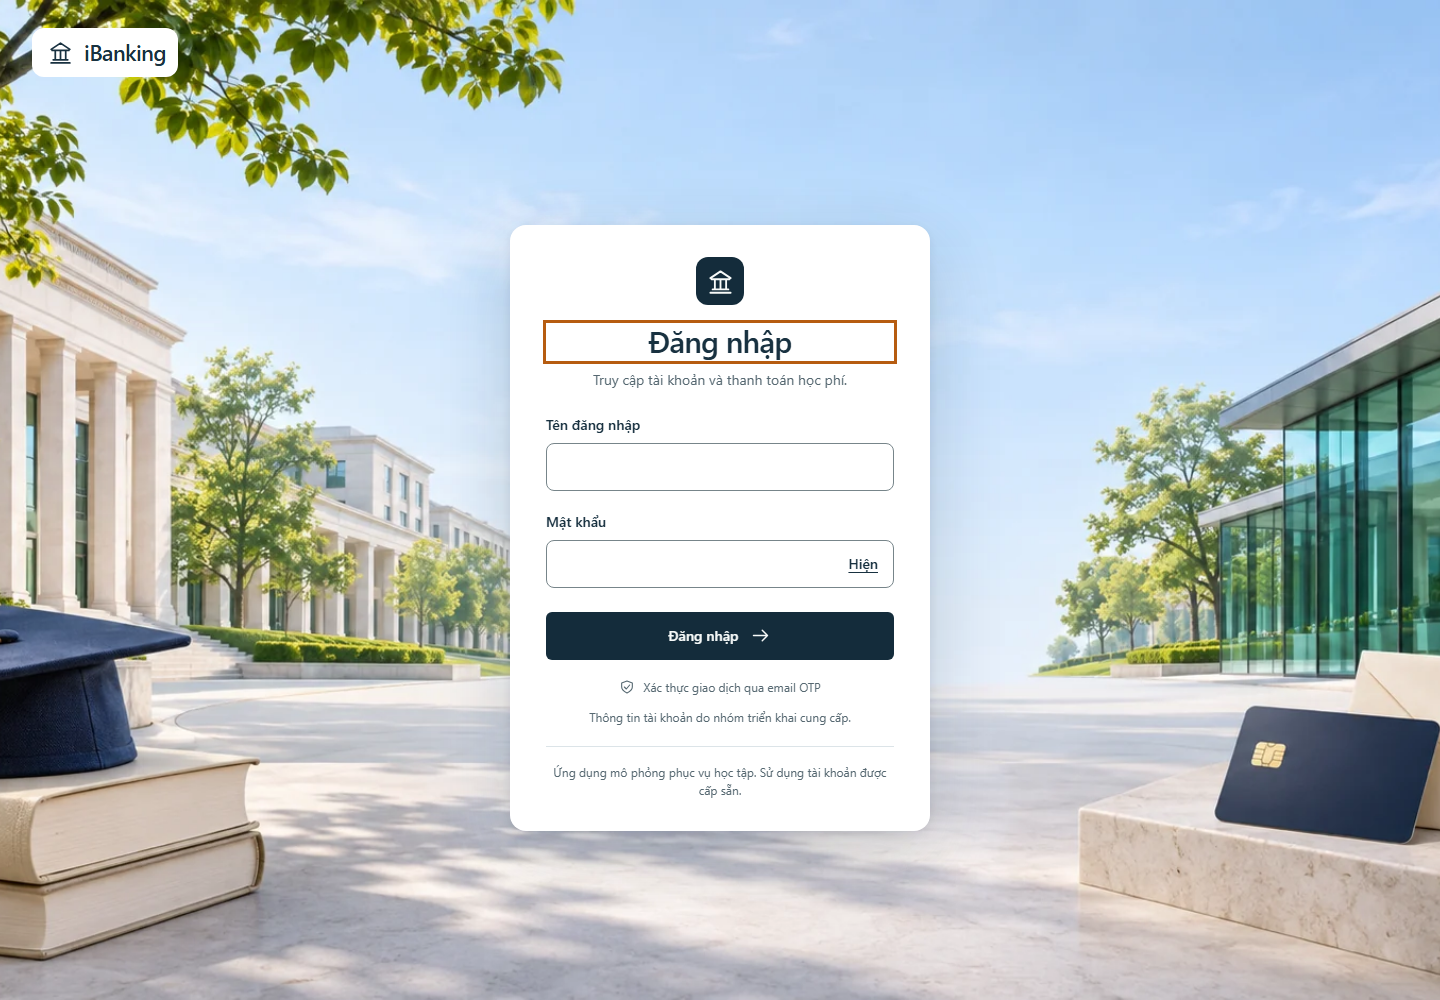 iBanking
Đăng nhập
Truy cập tài khoản và thanh toán học phí.
Tên đăng nhập
Mật khẩu
Hiện
Đăng nhập
Xác thực giao dịch qua email OTP
Thông tin tài khoản do nhóm triển khai cung cấp.
Ứng dụng mô phỏng phục vụ học tập. Sử dụng tài khoản được
cấp sẵn.